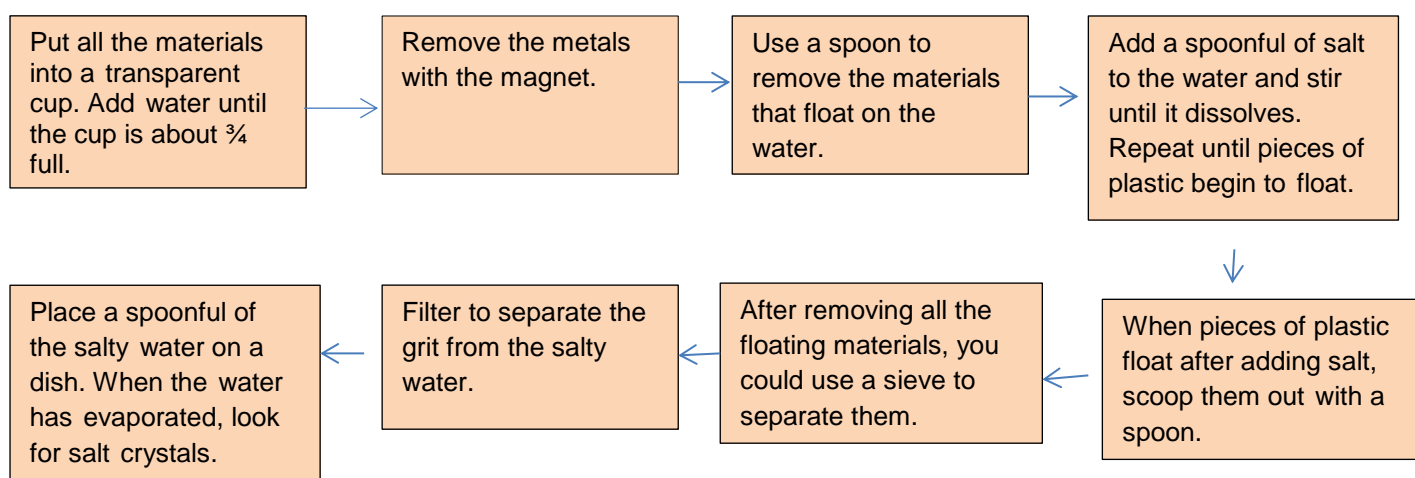 Put all the materials
into a transparent
cup. Add water until
the cup is about ¾
full.
Remove the metals
with the magnet.
Use a spoon to
remove the materials
that float on the
water.
Add a spoonful of salt
to the water and stir
until it dissolves.
Repeat until pieces of
plastic begin to float.
When pieces of plastic
float after adding salt,
scoop them out with a
spoon.
After removing all the
floating materials, you
could use a sieve to
separate them.
Filter to separate the
grit from the salty
water.
Place a spoonful of
the salty water on a
dish. When the water
has evaporated, look
for salt crystals.